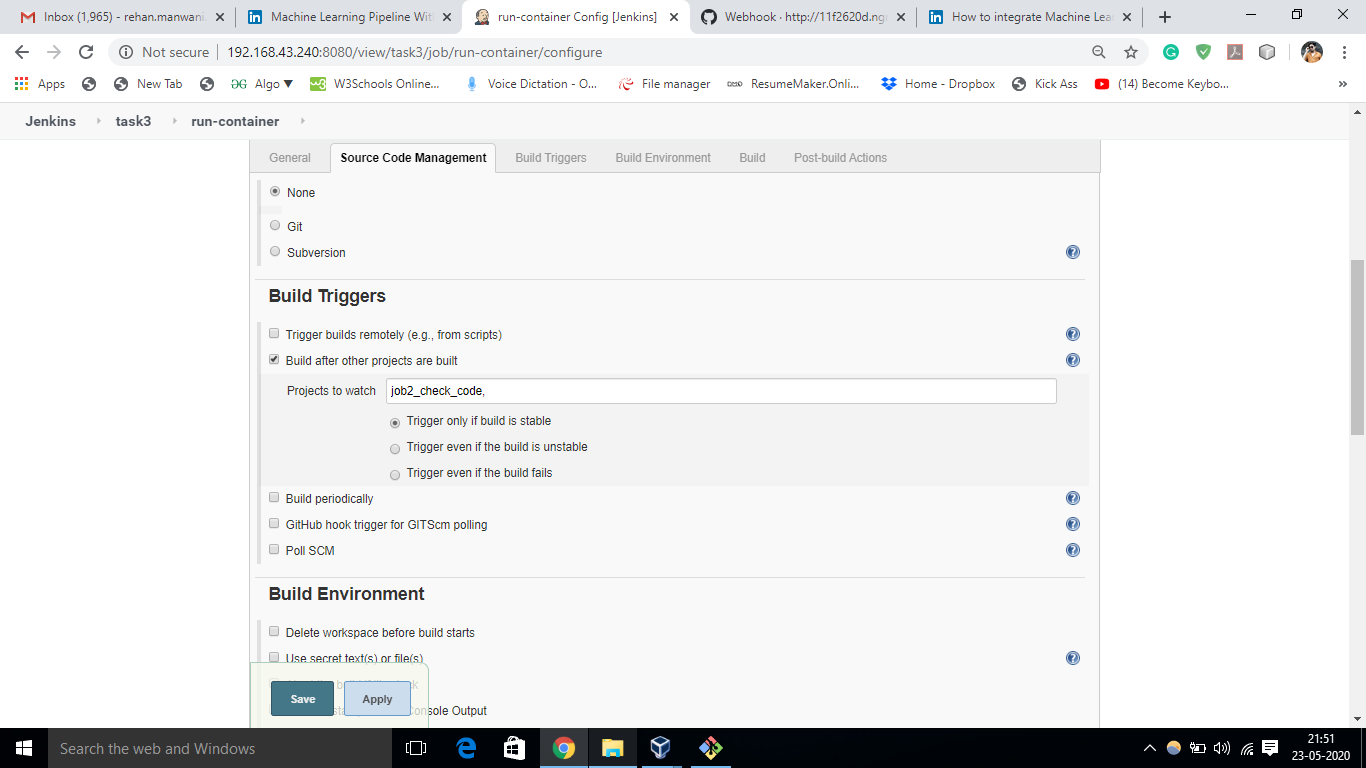 Inbox (1,965) - rehan.manwani
Machine Learning Pipeline Wit
run-container Config [Jenkins]
Webhook · http://11f2620d.ng
How to integrate Machine Lea
Not secure 192.168.43.240:8080/view/task3/job/run-container/configure
Apps New Tab Algo ▼ W3Schools Online... Voice Dictation - O... File manager ResumeMaker.Onli... Home - Dropbox Kick Ass (14) Become Keybo...
Jenkins task3 run-container
General Source Code Management Build Triggers Build Environment Build Post-build Actions
None
Git
Subversion
Build Triggers
Trigger builds remotely (e.g., from scripts)
Build after other projects are built
Projects to watch job2_check_code,
Trigger only if build is stable
Trigger even if the build is unstable
Trigger even if the build fails
Build periodically
GitHub hook trigger for GITScm polling
Poll SCM
Build Environment
Delete workspace before build starts
Use secret text(s) or file(s)
Save Apply
Console Output
Search the web and Windows
21:51
23-05-2020